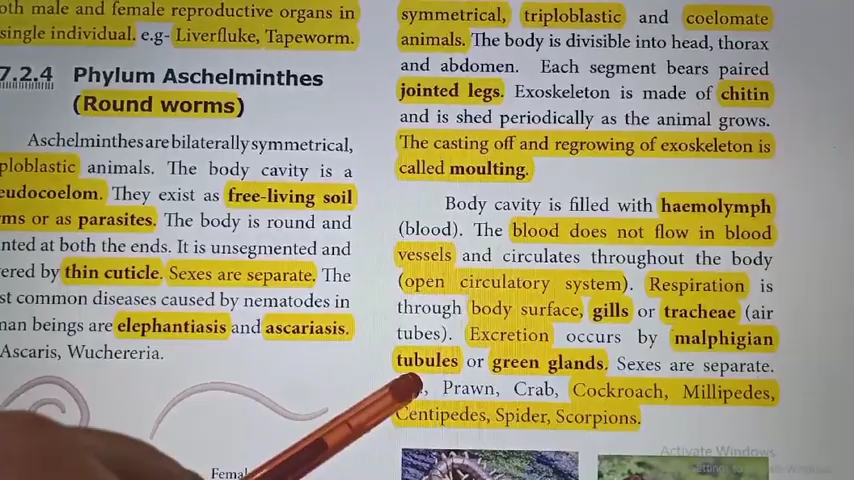 oth male and female reproductive organs in
single individual. e.g- Liverfluke, Tapeworm.
7.2.4 Phylum Aschelminthes
(Round worms)
Aschelminthes are bilaterally symmetrical,
ploblastic animals. The body cavity is a
eudocoelom. They exist as free-living soil
ms or as parasites. The body is round and
nted at both the ends. It is unsegmented and
ered by thin cuticle. Sexes are separate. The
st common diseases caused by nematodes in
man beings are elephantiasis and ascariasis.
Ascaris, Wuchereria.
Femal
symmetrical, triploblastic and coelomate
animals. The body is divisible into head, thorax
and abdomen. Each segment bears paired
jointed legs. Exoskeleton is made of chitin
and is shed periodically as the animal grows.
The casting off and regrowing of exoskeleton is
called moulting.
Body cavity is filled with haemolymph
(blood). The blood does not flow in blood
vessels and circulates throughout the body
(open circulatory system). Respiration is
through body surface, gills or tracheae (air
tubes). Excretion occurs by malphigian
tubules or green glands. Sexes are separate.
Prawn, Crab, Cockroach, Millipedes,
Centipedes, Spider, Scorpions.
Activate Windows
Settings to activate Windows